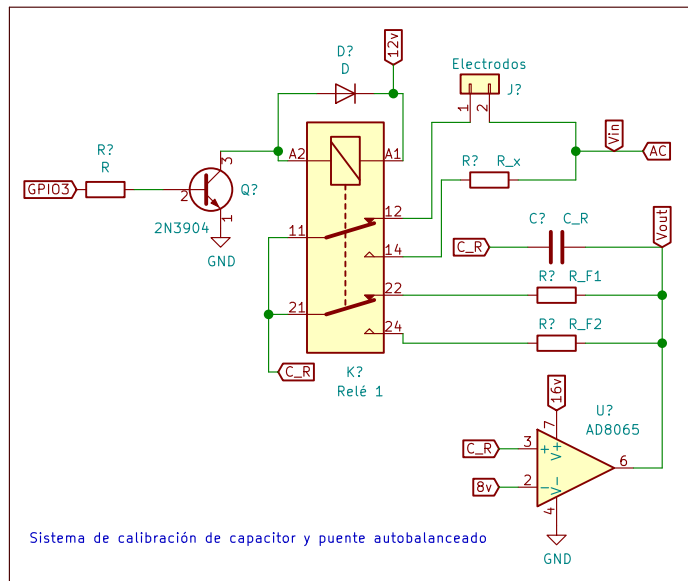 D?
D
12v
Electrodos
1
2
J?
R?
R
GPIO3
2
3
1
Q?
2N3904
GND
A2
A1
12
11
14
22
21
24
C_R
K?
Relé 1
R? R_x
Vin
AC
C? C_R
C_R
Vout
R? R_F1
R? R_F2
16v
U?
AD8065
7
V+
C_R
3
+
6
8v
2
-
V-
4
GND
Sistema de calibración de capacitor y puente autobalanceado